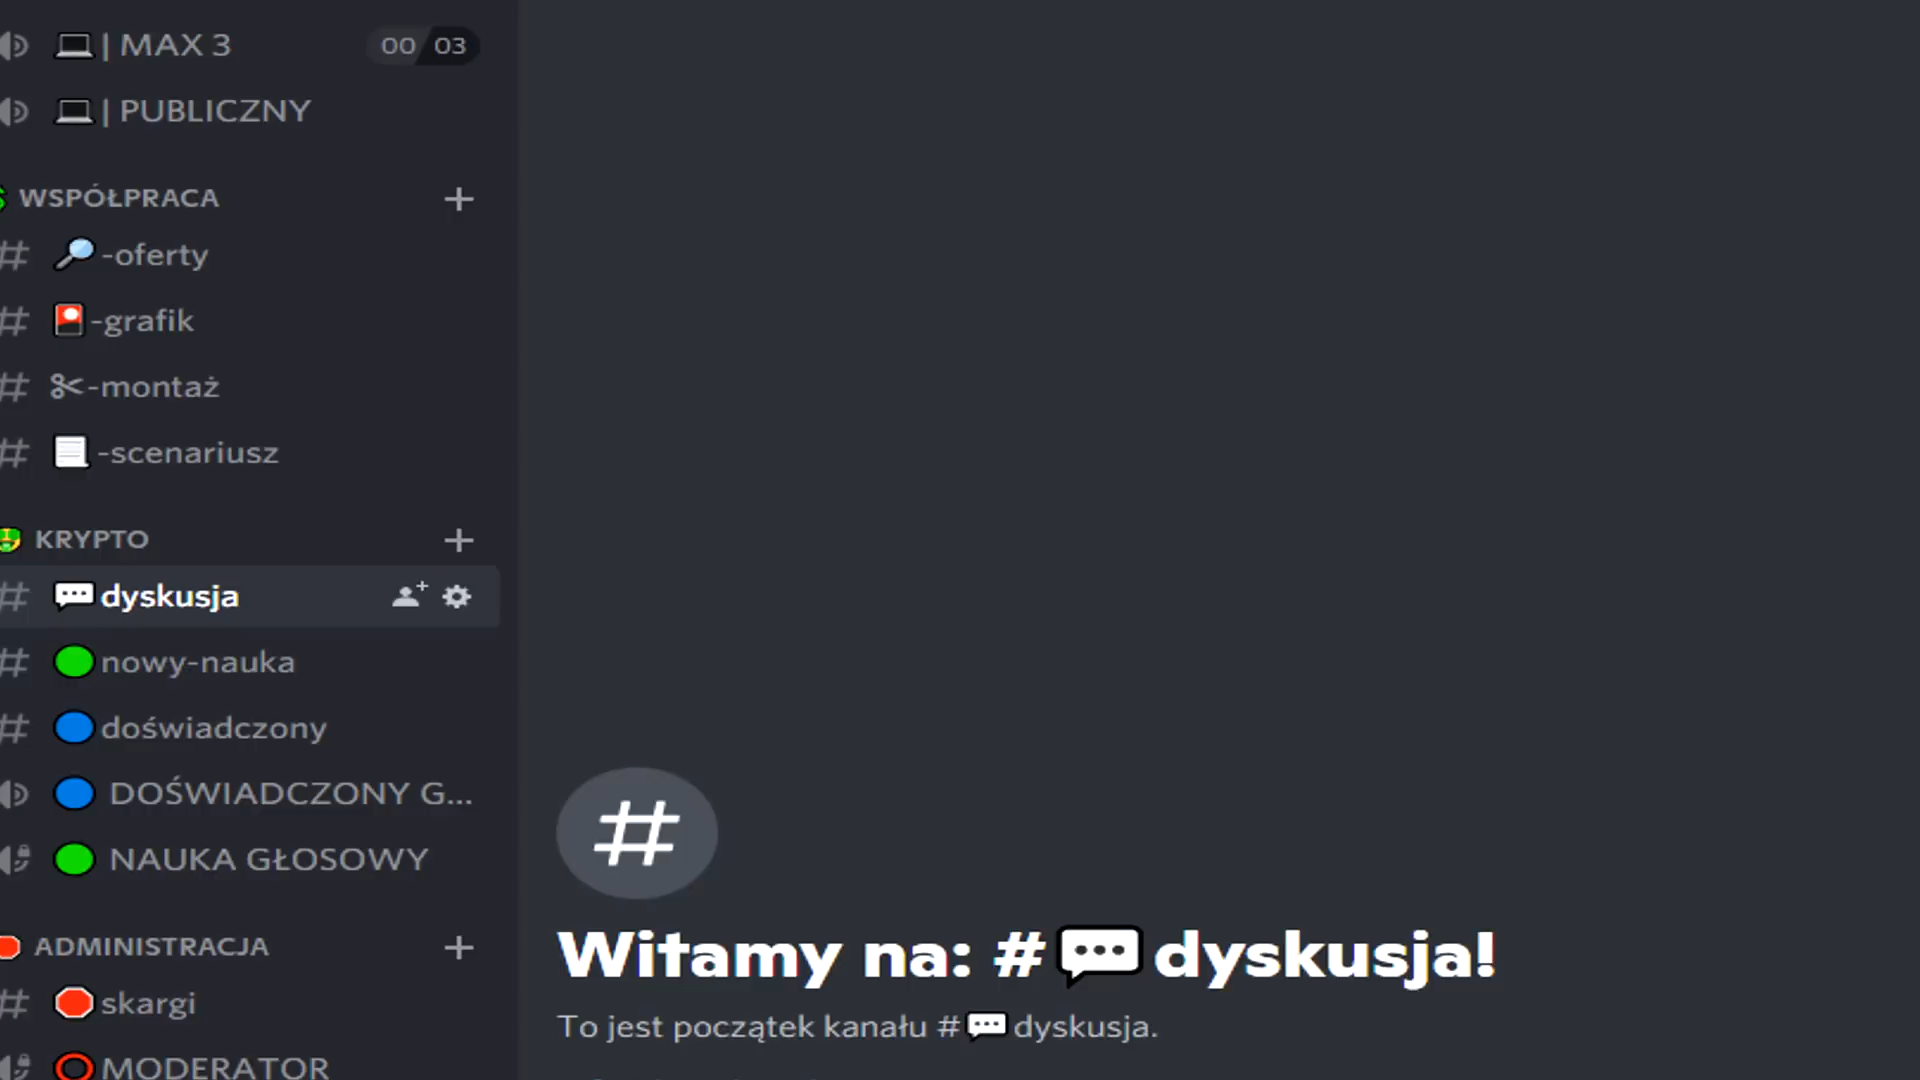 | MAX 3
00 03
| PUBLICZNY
WSPÓŁPRACA
-oferty
-grafik
-montaż
-scenariusz
KRYPTO
dyskusja
nowy-nauka
doświadczony
DOŚWIADCZONY G...
NAUKA GŁOSOWY
ADMINISTRACJA
skargi
MODERATOR
Witamy na: # dyskusja!
To jest początek kanału # dyskusja.